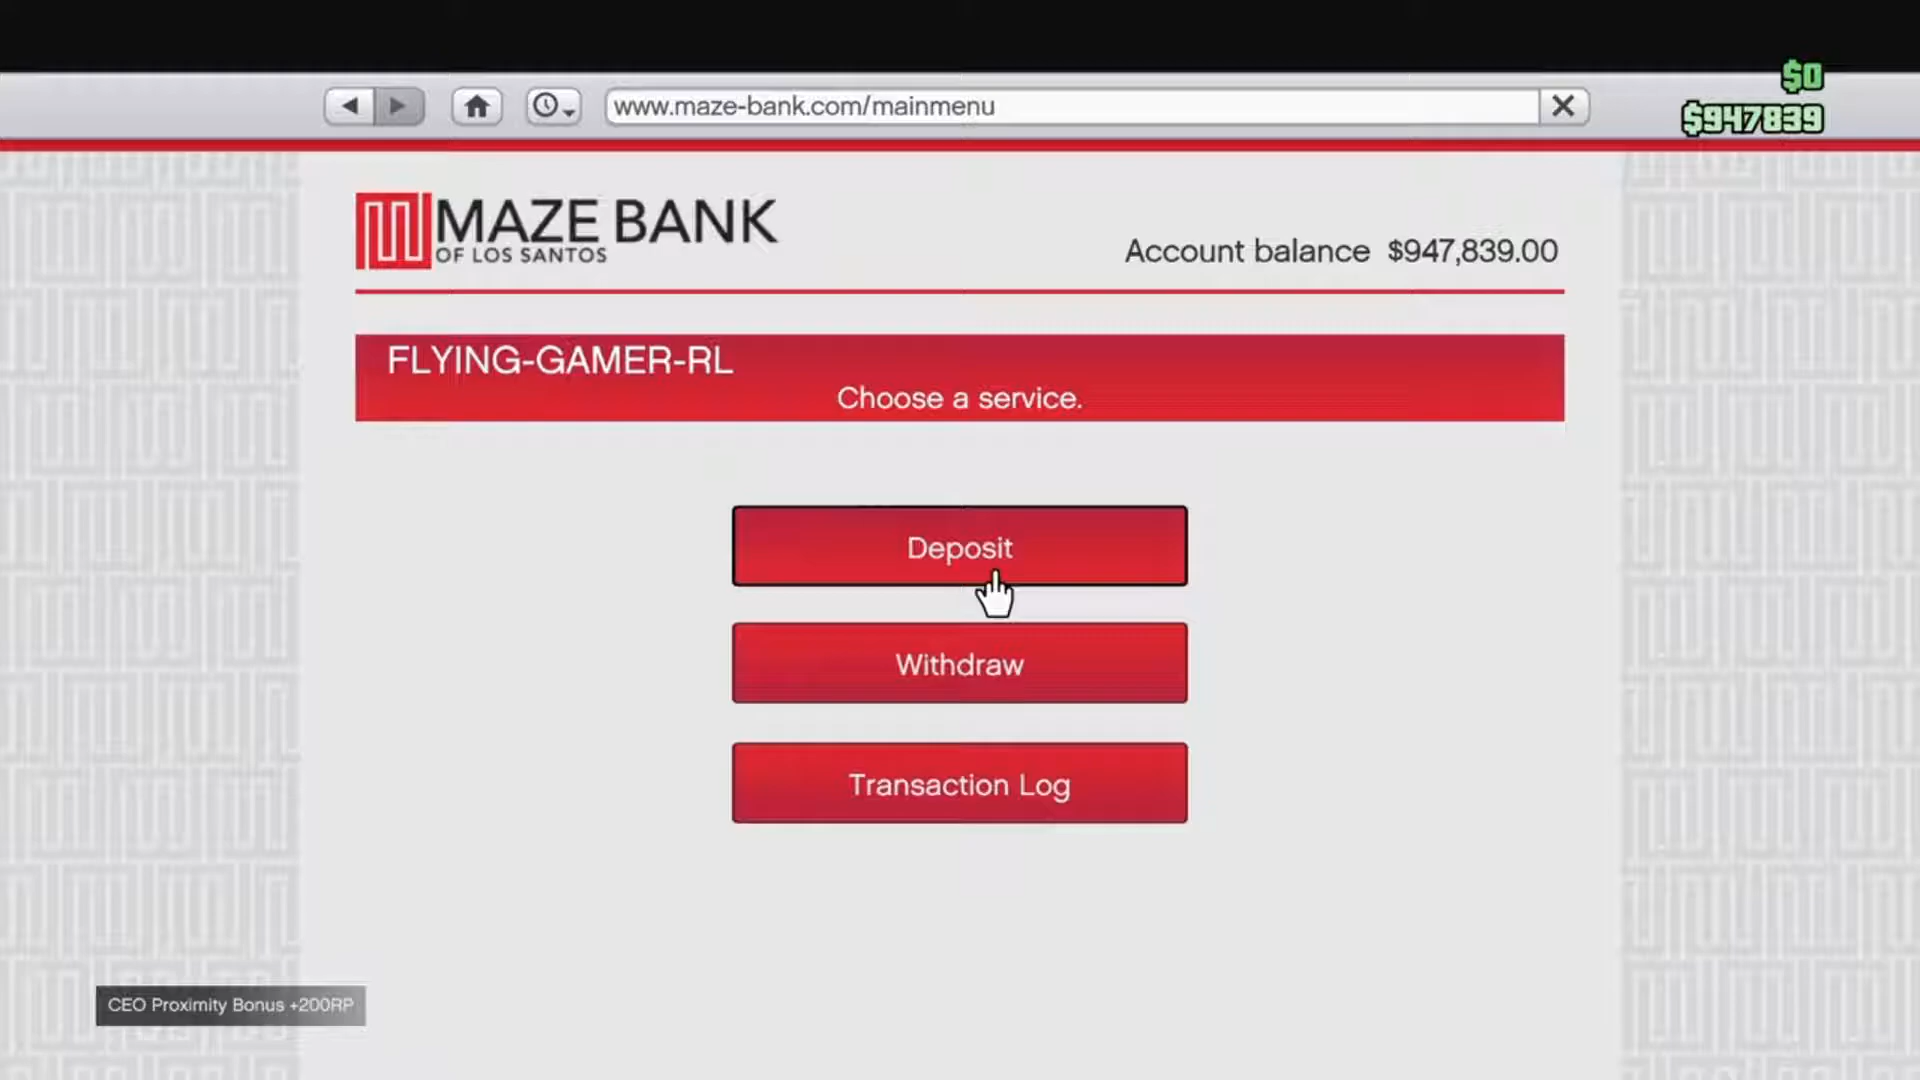 $0
www.maze-bank.com/mainmenu
$947839
MAZE BANK
OF LOS SANTOS
Account balance $947,839.00
FLYING-GAMER-RL
Choose a service.
Deposit
Withdraw
Transaction Log
CEO Proximity Bonus +200RP